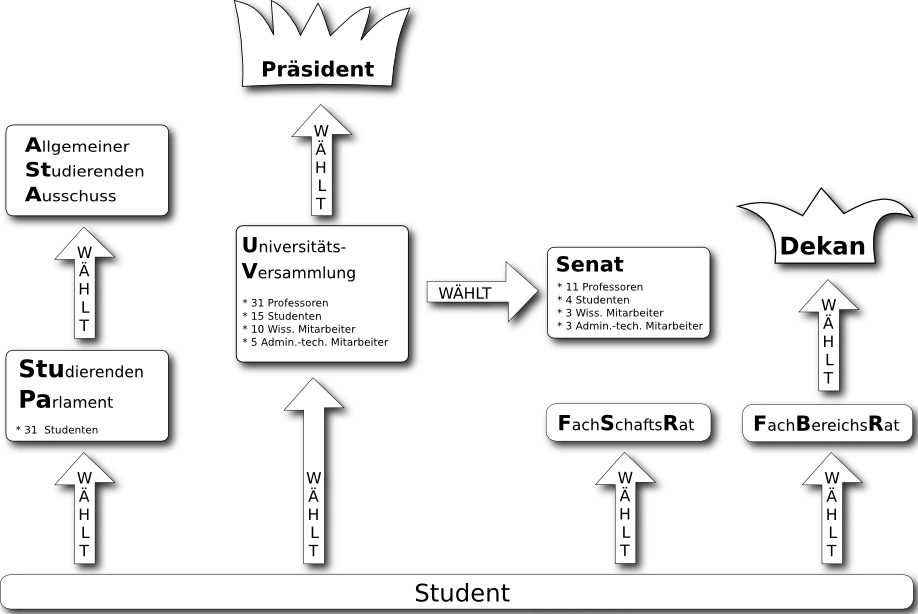 Präsident
WÄHLT
Allgemeiner
Studierenden
Ausschuss
WÄHLT
Universitäts-
Versammlung
* 31 Professoren
* 15 Studenten
* 10 Wiss. Mitarbeiter
* 5 Admin.-tech. Mitarbeiter
WÄHLT
Senat
* 11 Professoren
* 4 Studenten
* 3 Wiss. Mitarbeiter
* 3 Admin.-tech. Mitarbeiter
Dekan
WÄHLT
Studierenden
Parlament
* 31 Studenten
FachSchaftsRat
FachBereichsRat
WÄHLT
WÄHLT
WÄHLT
WÄHLT
Student